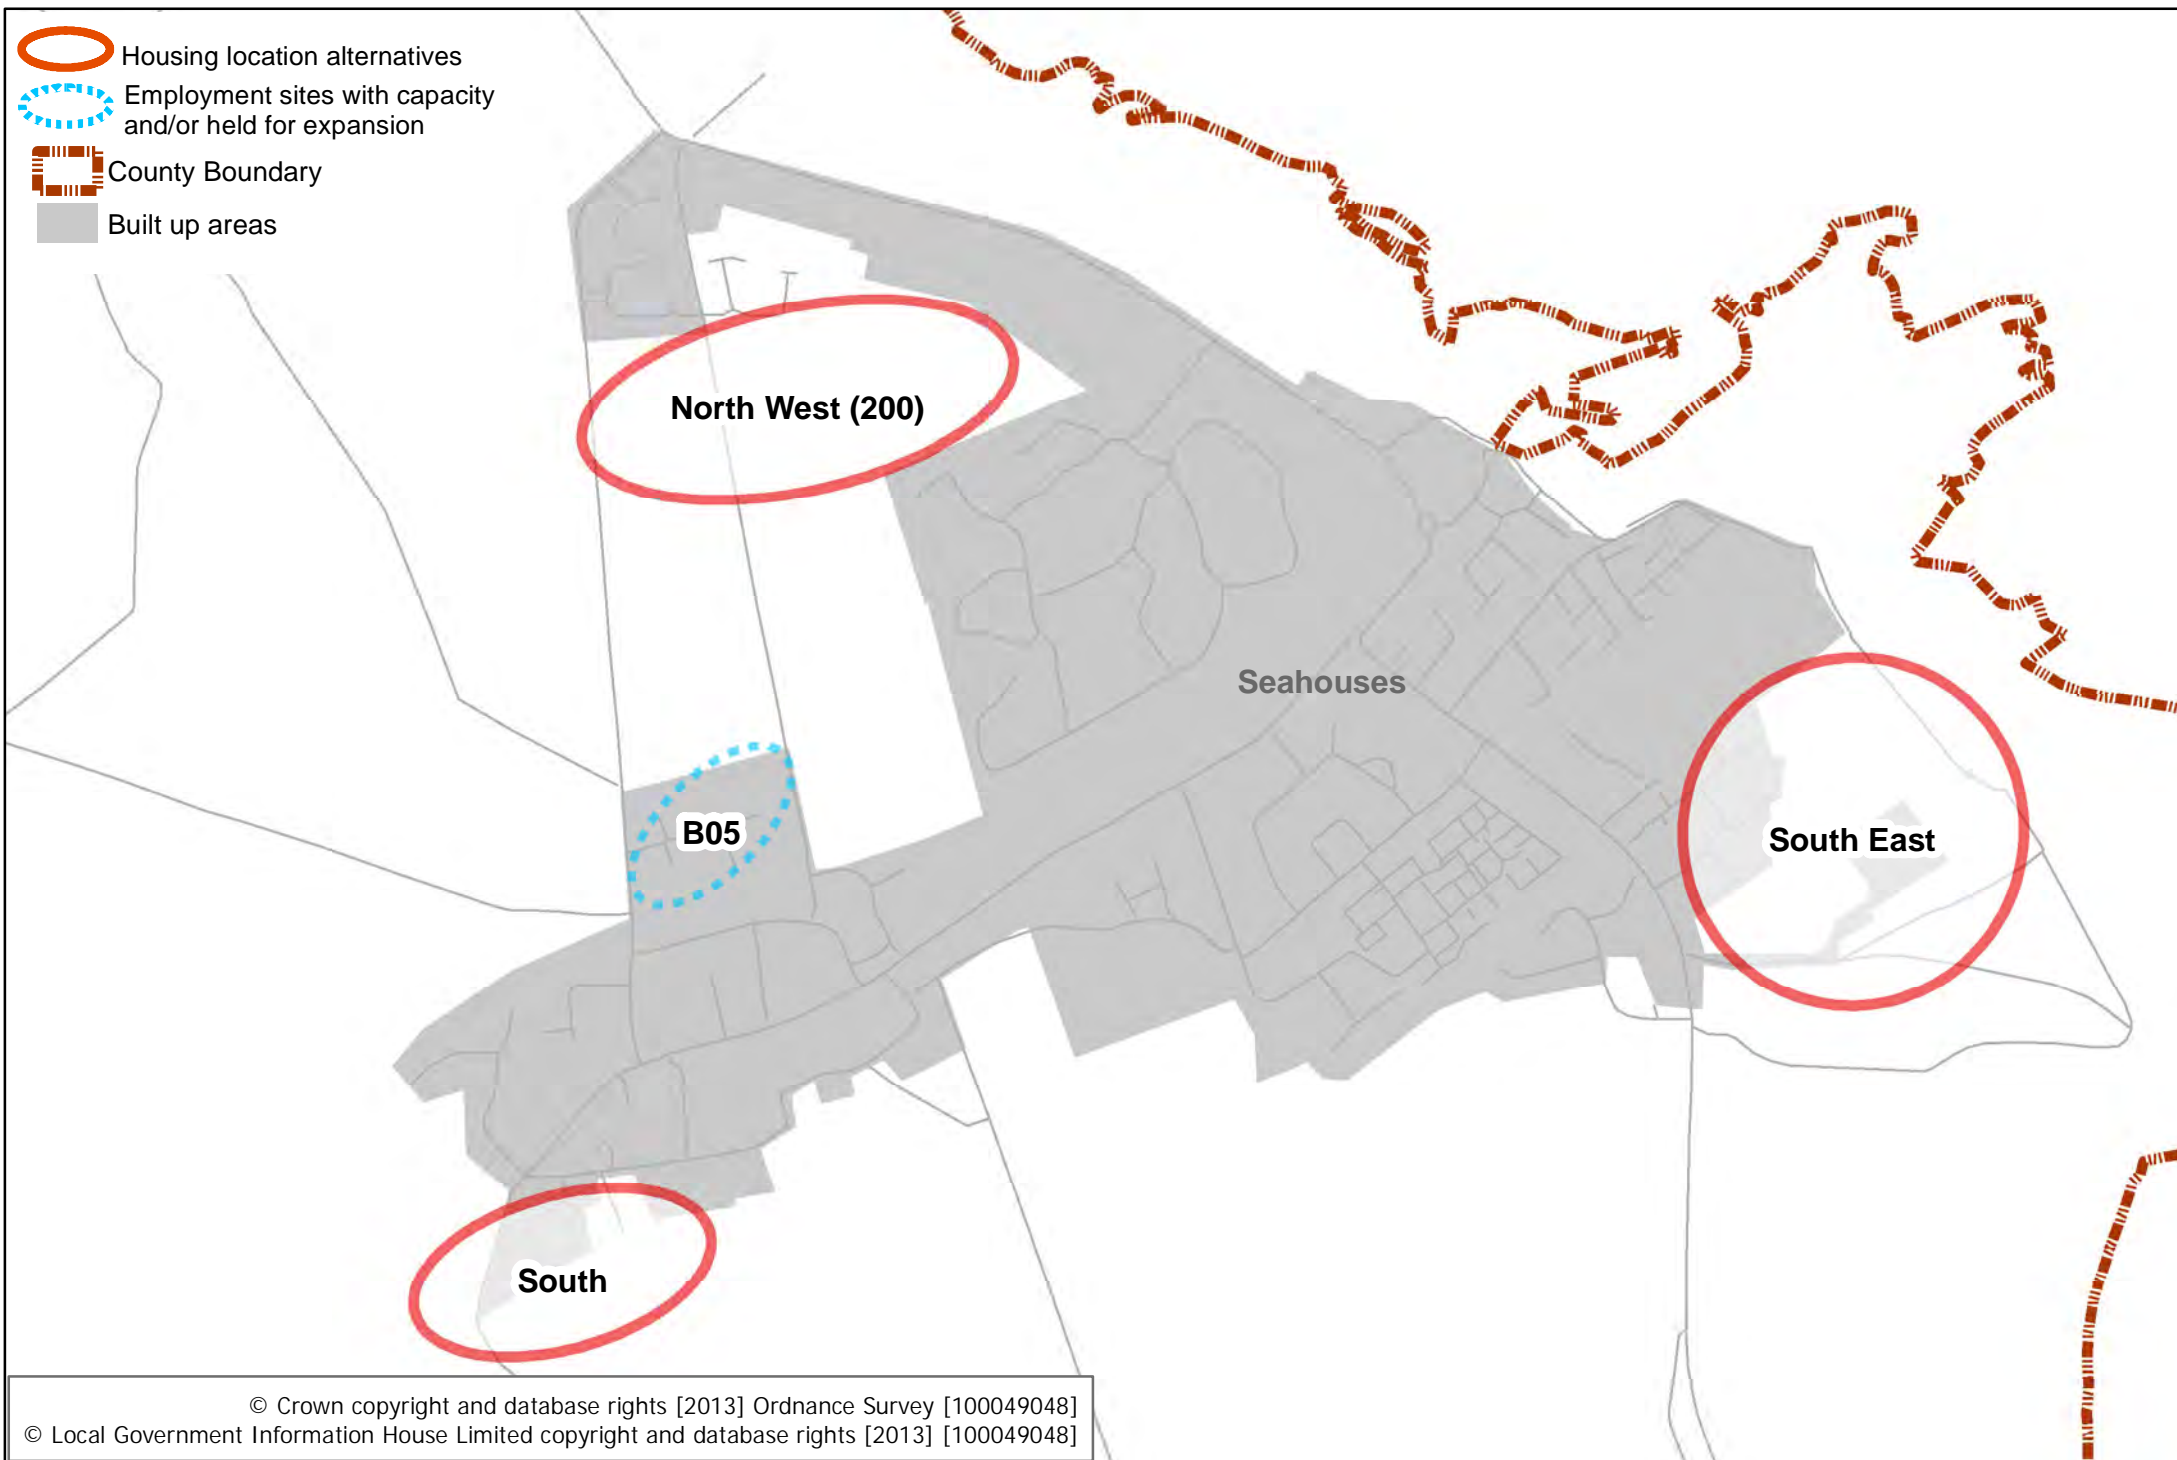 Housing location alternatives
Employment sites with capacity
and/or held for expansion
County Boundary
Built up areas
North West (200)
Seahouses
B05
South East
South
© Crown copyright and database rights [2013] Ordnance Survey [100049048]
© Local Government Information House Limited copyright and database rights [2013] [100049048]